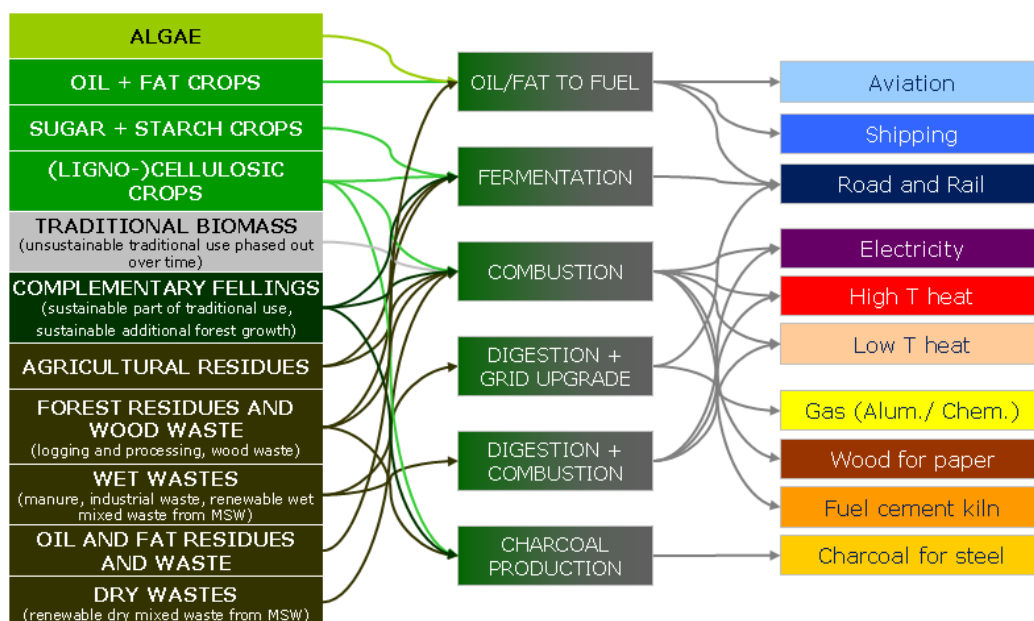 ALGAE
OIL + FAT CROPS
SUGAR + STARCH CROPS
(LIGNO-)CELLULOSIC
CROPS
TRADITIONAL BIOMASS
(unsustainable traditional use phased out
over time)
COMPLEMENTARY FELLINGS
(sustainable part of traditional use,
sustainable additional forest growth)
AGRICULTURAL RESIDUES
FOREST RESIDUES AND
WOOD WASTE
(logging and processing, wood waste)
WET WASTES
(manure, industrial waste, renewable wet
mixed waste from MSW)
OIL AND FAT RESIDUES
AND WASTE
DRY WASTES
(renewable dry mixed waste from MSW)
OIL/FAT TO FUEL
FERMENTATION
COMBUSTION
DIGESTION +
GRID UPGRADE
DIGESTION +
COMBUSTION
CHARCOAL
PRODUCTION
Aviation
Shipping
Road and Rail
Electricity
High T heat
Low T heat
Gas (Alum./ Chem.)
Wood for paper
Fuel cement kiln
Charcoal for steel